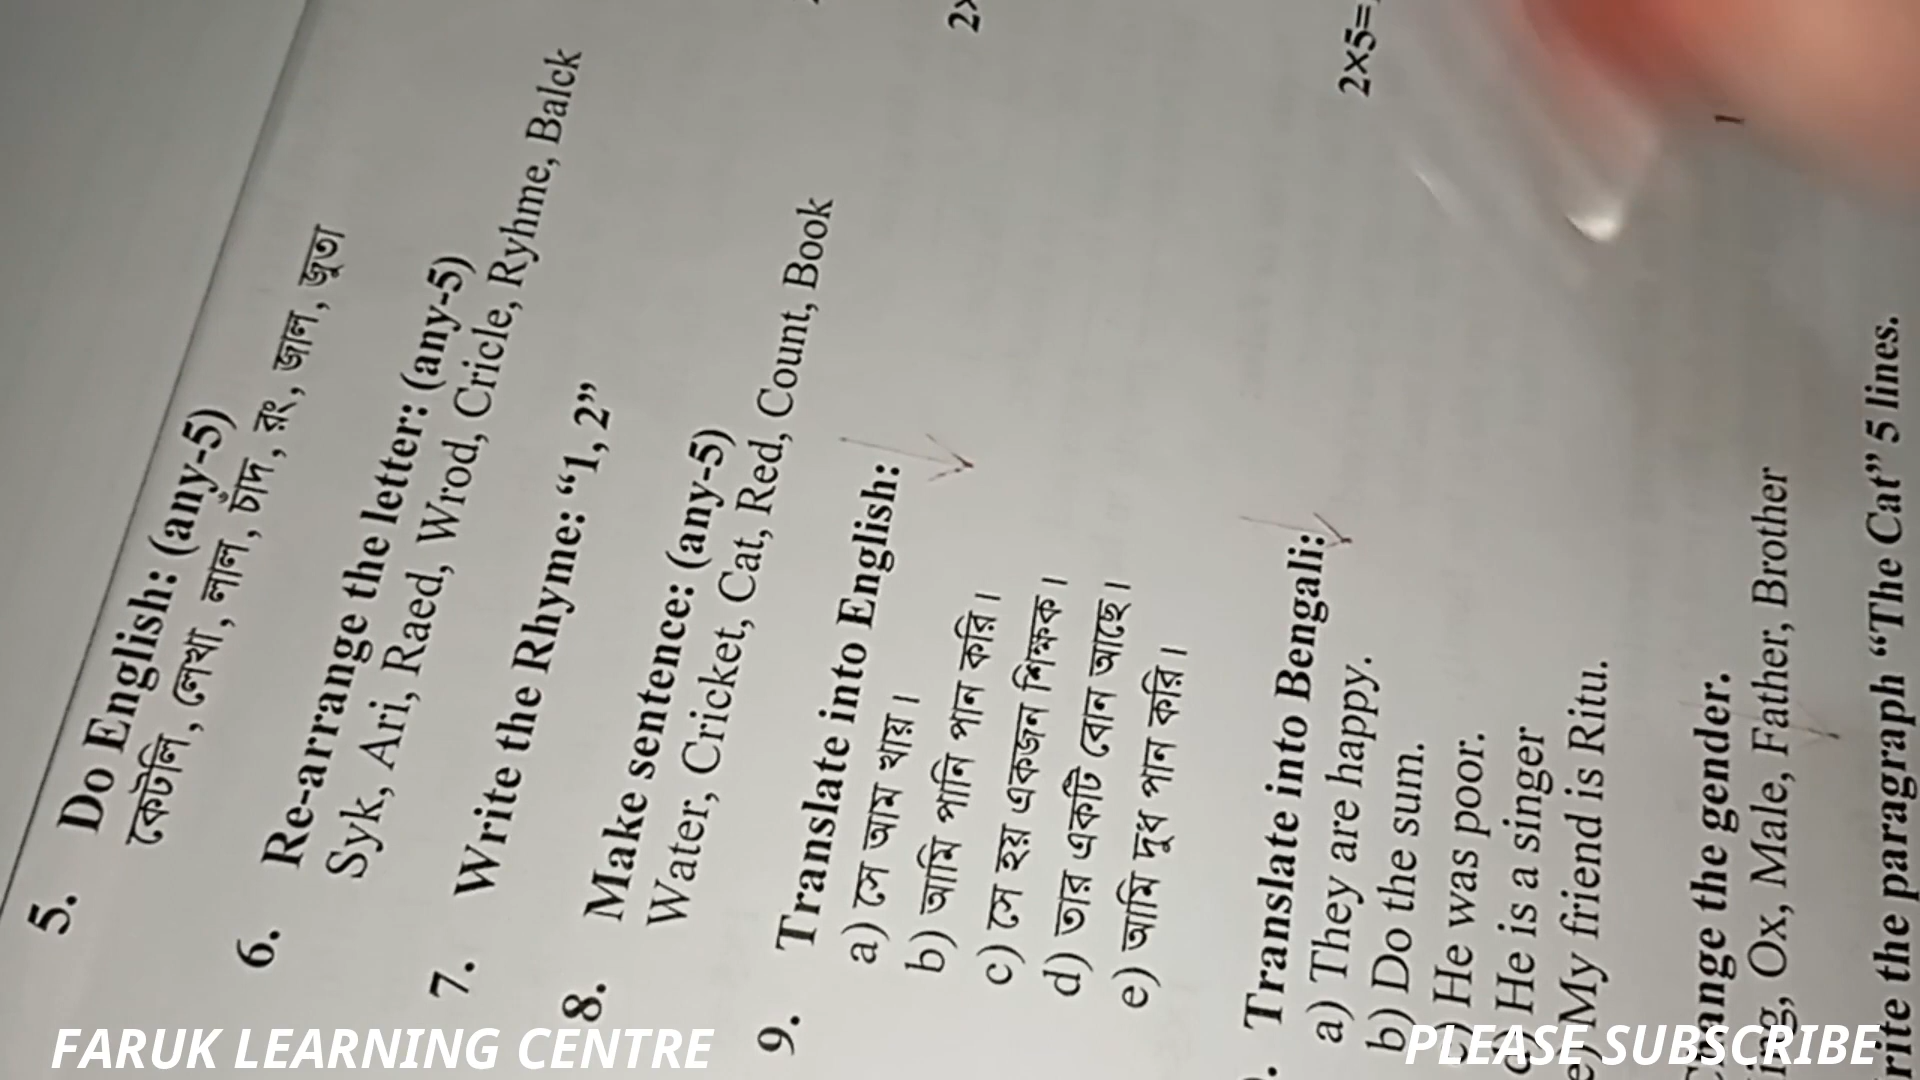 5. Do English: (any-5)
কেটলি, লেখা, লাল, চাঁদ, রং, জাল, জুতা
6. Re-arrange the letter: (any-5)
Syk, Ari, Raed, Wrod, Cricle, Ryhme, Balck
7. Write the Rhyme: “1, 2”
8. Make sentence: (any-5)
Water, Cricket, Cat, Red, Count, Book
9. Translate into English:
a) সে আম খায়।
b) আমি পানি পান করি।
c) সে হয় একজন শিক্ষক।
d) তার একটি বোন আছে।
e) আমি দুধ পান করি।
Translate into Bengali: 2x5=
a) They are happy.
b) Do the sum.
c) He was poor.
d) He is a singer
e) My friend is Ritu.
Change the gender. 1
Ox, Male, Father, Brother
rite the paragraph “The Cat” 5 lines.
FARUK LEARNING CENTRE
PLEASE SUBSCRIBE